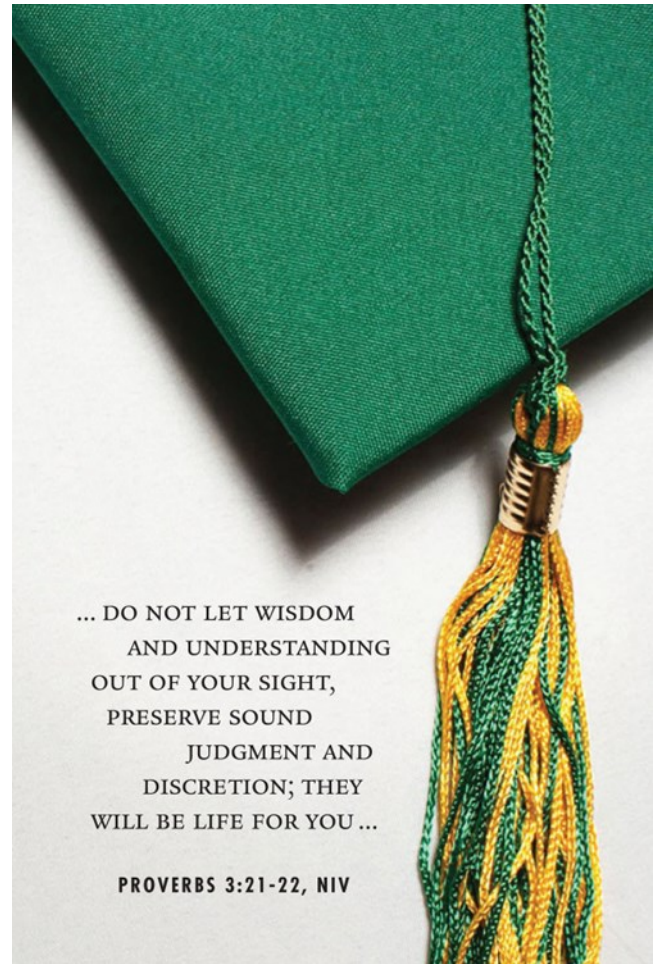 ... DO NOT LET WISDOM
AND UNDERSTANDING
OUT OF YOUR SIGHT,
PRESERVE SOUND
JUDGMENT AND
DISCRETION; THEY
WILL BE LIFE FOR YOU ...
PROVERBS 3:21-22, NIV